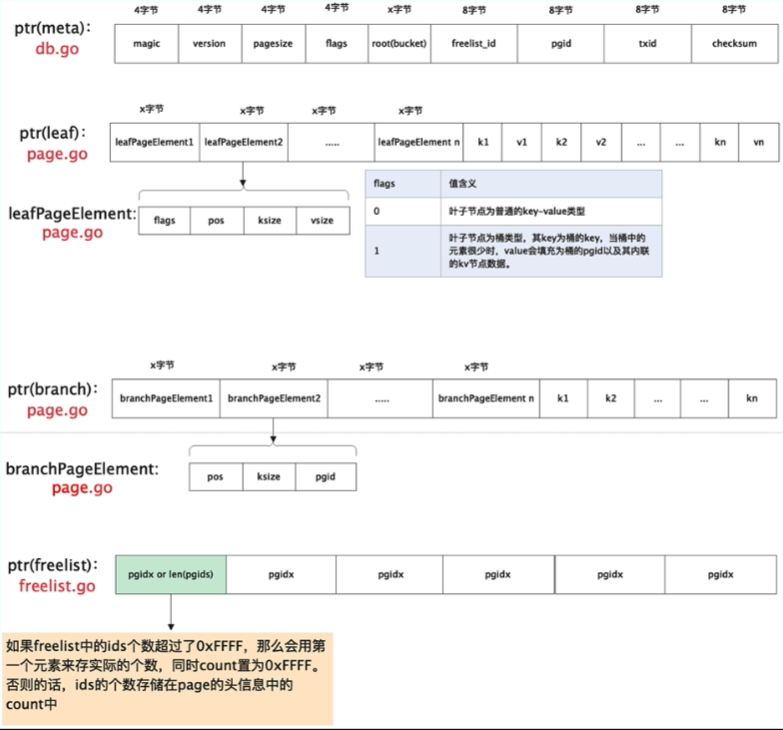 4字节 4字节 4字节 4字节 x字节 8字节 8字节 8字节 8字节
ptr(meta):
db.go
magic version pagesize flags root(bucket) freelist_id pgid txid checksum
x字节 x字节 x字节 x字节
ptr(leaf):
page.go
leafPageElement1 leafPageElement2 ..... leafPageElement n k1 v1 k2 v2 ... ... kn vn
leafPageElement:
page.go
flags pos ksize vsize
flags 值含义
0 叶子节点为普通的key-value类型
1 叶子节点为桶类型，其key为桶的key，当桶中的
元素很少时，value会填充为桶的pgid以及其内联
的kv节点数据。
x字节 x字节 x字节 x字节
ptr(branch):
page.go
branchPageElement1 branchPageElement2 ..... branchPageElement n k1 k2 ... ... kn
branchPageElement:
page.go
pos ksize pgid
ptr(freelist):
freelist.go
pgidx or len(pgids) pgidx pgidx pgidx pgidx pgidx
如果freelist中的ids个数超过了0xFFFF，那么会用第
一个元素来存实际的个数，同时count置为0xFFFF。
否则的话，ids的个数存储在page的头信息中的
count中